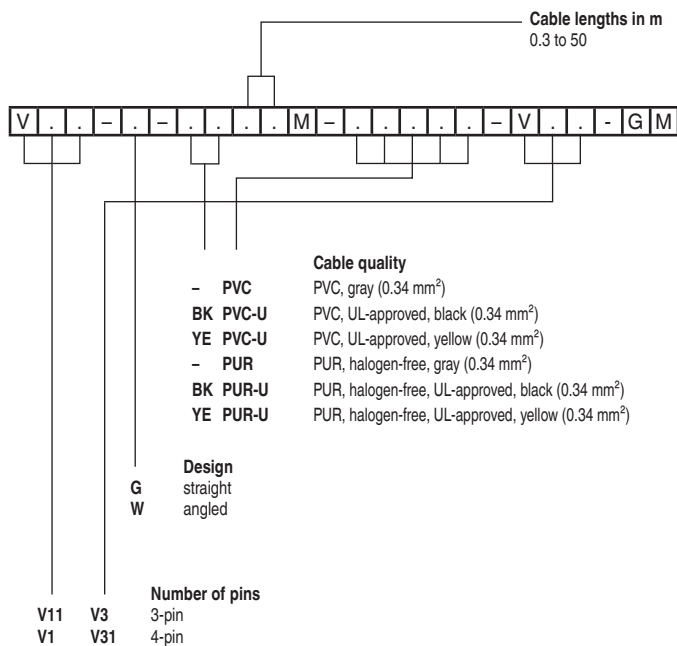 Cable lengths in m
0.3 to 50
V . . – . – . . . . M – . . . . . – V . . - G M
Cable quality
– PVC PVC, gray (0.34 mm²)
BK PVC-U PVC, UL-approved, black (0.34 mm²)
YE PVC-U PVC, UL-approved, yellow (0.34 mm²)
– PUR PUR, halogen-free, gray (0.34 mm²)
BK PUR-U PUR, halogen-free, UL-approved, black (0.34 mm²)
YE PUR-U PUR, halogen-free, UL-approved, yellow (0.34 mm²)
Design
G straight
W angled
Number of pins
V11 V3 3-pin
V1 V31 4-pin